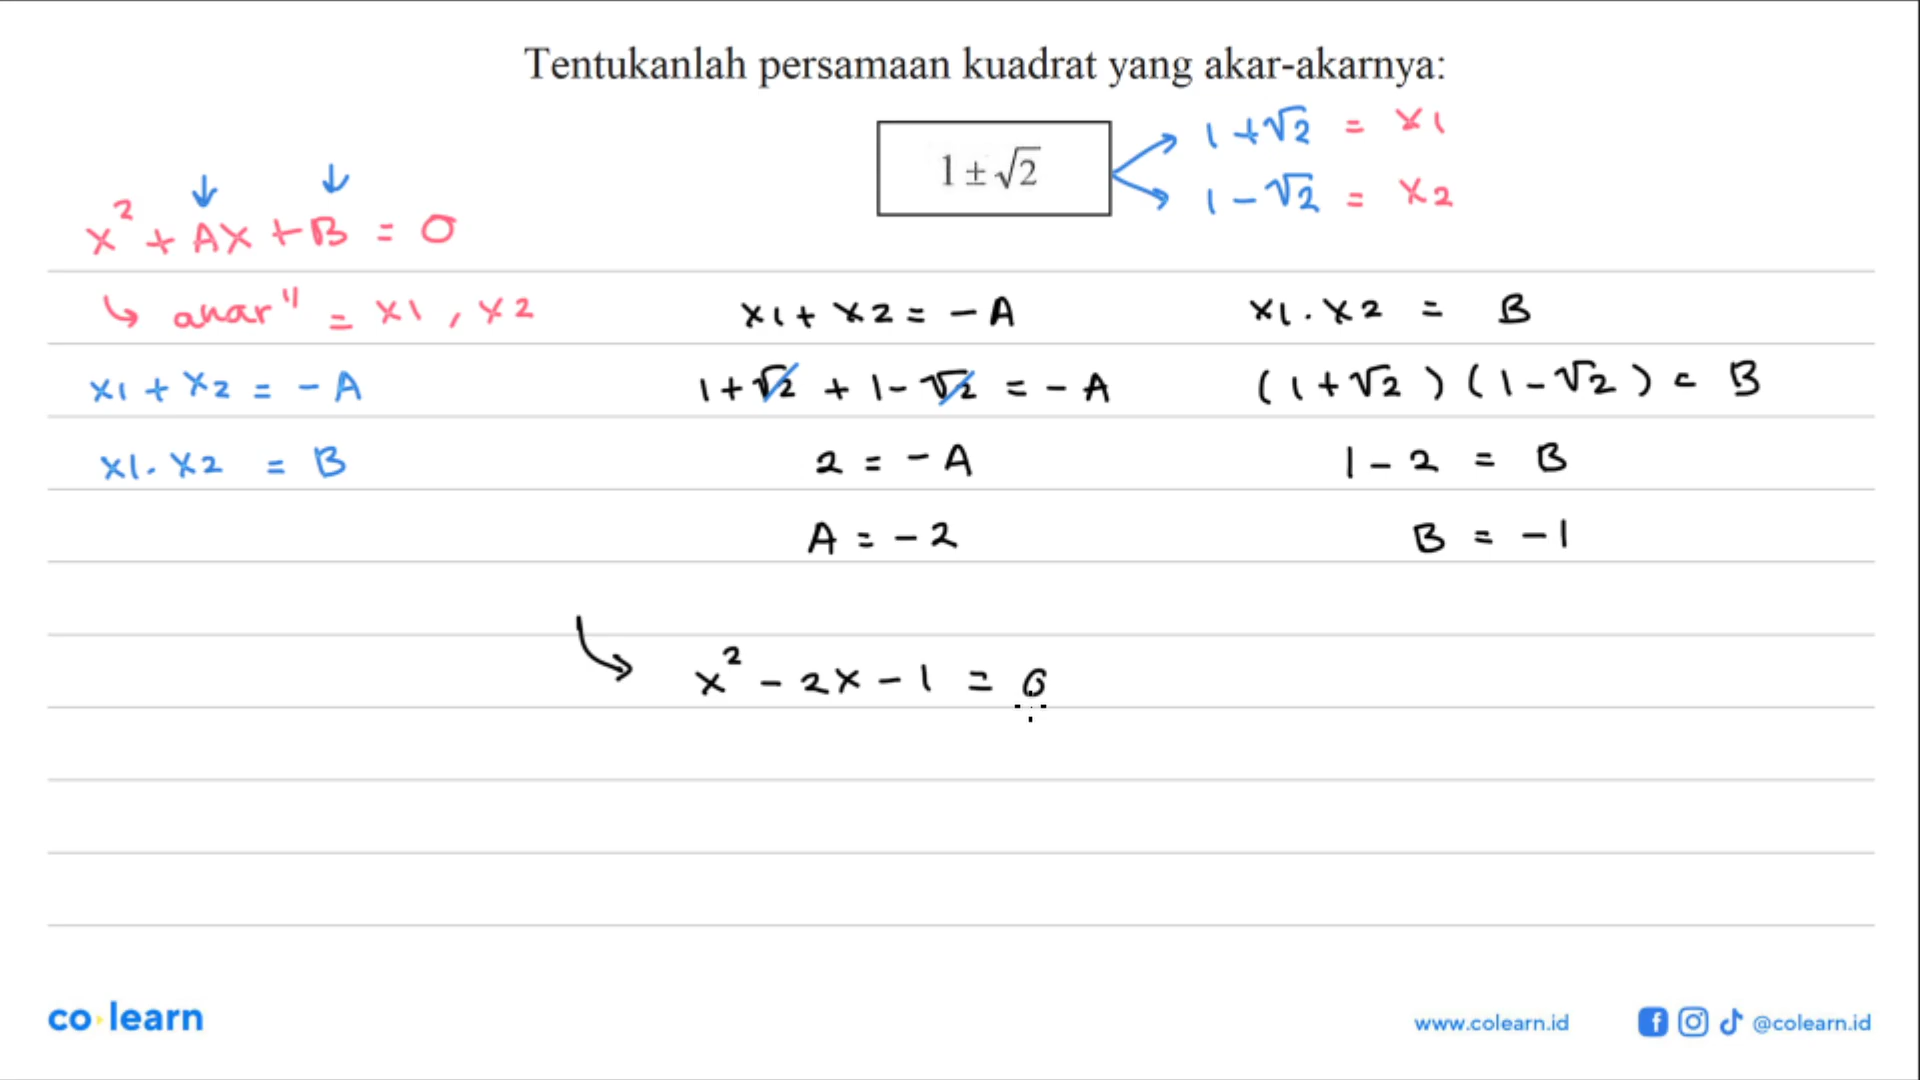 Tentukanlah persamaan kuadrat yang akar-akarnya:
1 ± √2
1 + √2 = x1
1 - √2 = x2
x² + Ax + B = 0
↳ akar" = x1, x2
x1 + x2 = - A
x1 . x2 = B
x1 + x2 = - A
1 + √2 + 1 - √2 = - A
2 = - A
A = - 2
x1 . x2 = B
(1 + √2) (1 - √2) = B
1 - 2 = B
B = - 1
x² - 2x - 1 = 0
co learn
www.colearn.id
@colearn.id